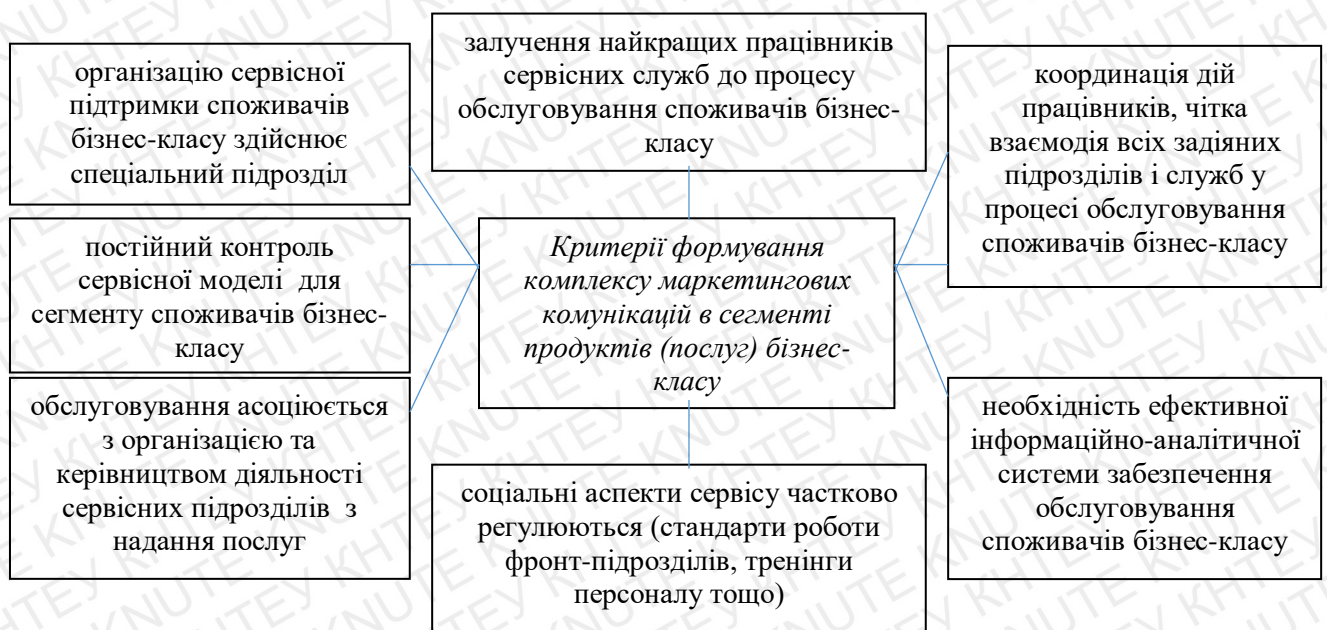 організацію сервісної
підтримки споживачів
бізнес-класу здійснює
спеціальний підрозділ
постійний контроль
сервісної моделі для
сегменту споживачів бізнес-
класу
обслуговування асоціюється
з організацією та
керівництвом діяльності
сервісних підрозділів з
надання послуг
залучення найкращих працівників
сервісних служб до процесу
обслуговування споживачів бізнес-
класу
Критерії формування
комплексу маркетингових
комунікацій в сегменті
продуктів (послуг) бізнес-
класу
соціальні аспекти сервісу частково
регулюються (стандарти роботи
фронт-підрозділів, тренінги
персоналу тощо)
координація дій
працівників, чітка
взаємодія всіх задіяних
підрозділів і служб у
процесі обслуговування
споживачів бізнес-класу
необхідність ефективної
інформаційно-аналітичної
системи забезпечення
обслуговування
споживачів бізнес-класу